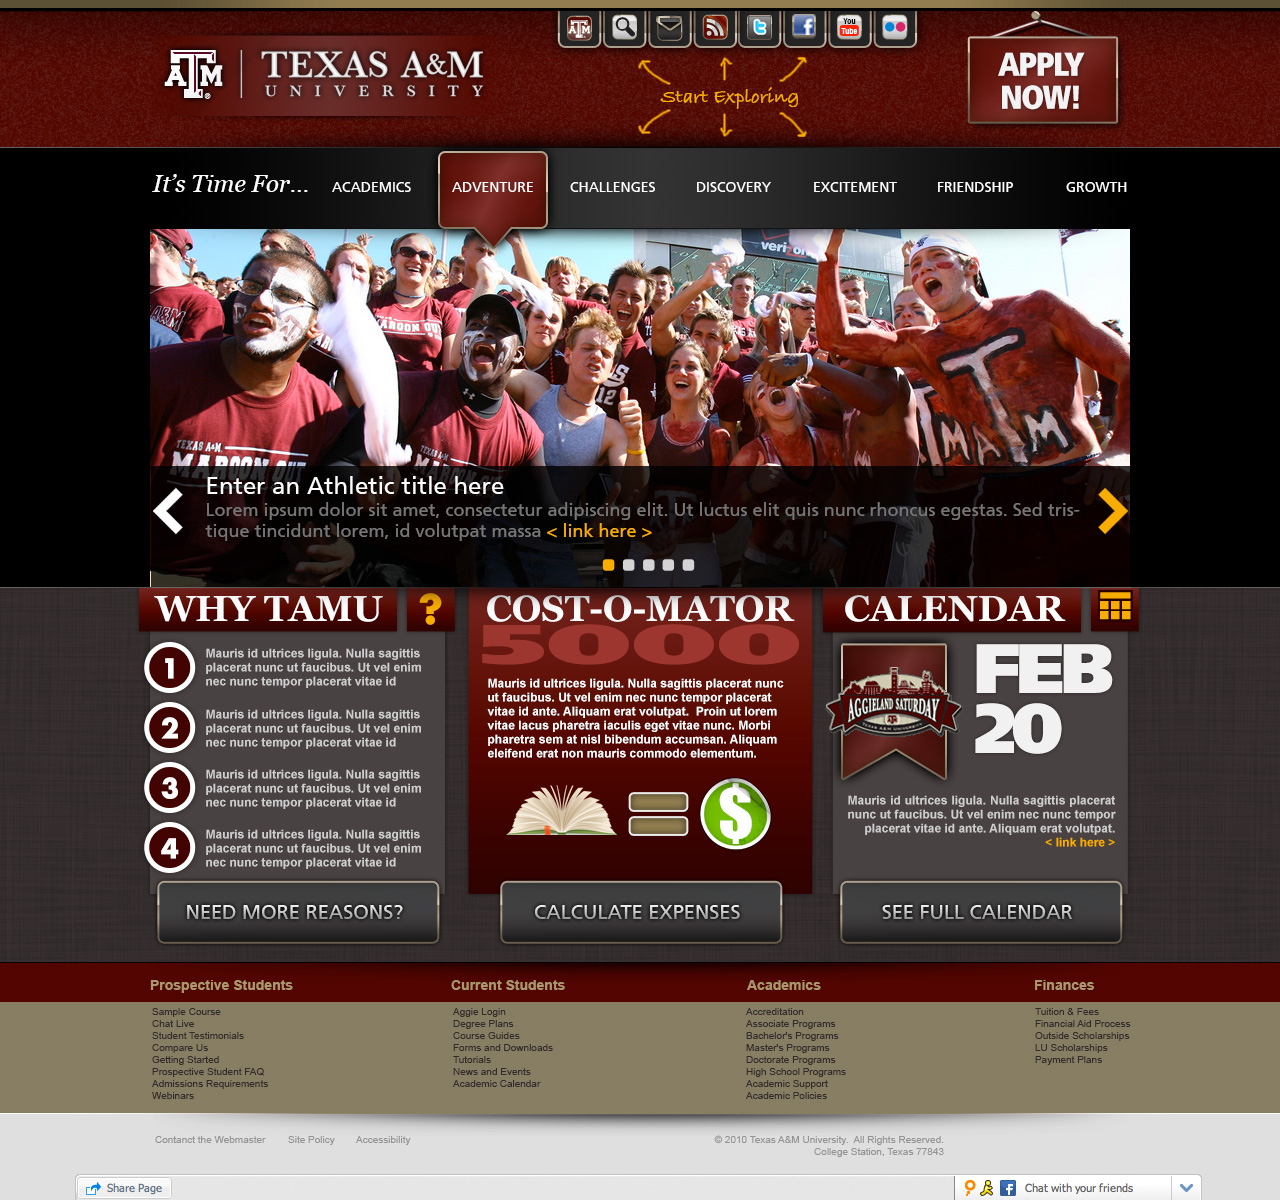 TEXAS A&M
UNIVERSITY
You
Tube
Start Exploring
APPLY
NOW!
It's Time For...
ACADEMICS
ADVENTURE
CHALLENGES
DISCOVERY
EXCITEMENT
FRIENDSHIP
GROWTH
Enter an Athletic title here
Lorem ipsum dolor sit amet, consectetur adipiscing elit. Ut luctus elit quis nunc rhoncus egestas. Sed tris-
tique tincidunt lorem, id volutpat massa < link here >
WHY TAMU ?
1
Mauris id ultrices ligula. Nulla sagittis
placerat nunc ut faucibus. Ut vel enim
nec nunc tempor placerat vitae id
2
Mauris id ultrices ligula. Nulla sagittis
placerat nunc ut faucibus. Ut vel enim
nec nunc tempor placerat vitae id
3
Mauris id ultrices ligula. Nulla sagittis
placerat nunc ut faucibus. Ut vel enim
nec nunc tempor placerat vitae id
4
Mauris id ultrices ligula. Nulla sagittis
placerat nunc ut faucibus. Ut vel enim
nec nunc tempor placerat vitae id
NEED MORE REASONS?
COST-O-MATOR
5000
Mauris id ultrices ligula. Nulla sagittis placerat nunc
ut faucibus. Ut vel enim nec nunc tempor placerat
vitae id ante. Aliquam erat volutpat.  Proin ut lorem
vitae lacus pharetra iaculis eget vitae nunc. Morbi
pharetra sem at nisl bibendum accumsan. Aliquam
eleifend erat non mauris commodo elementum.
$
CALCULATE EXPENSES
CALENDAR
AGGIELAND SATURDAY
TEXAS A&M UNIVERSITY
FEB
20
Mauris id ultrices ligula. Nulla sagittis placerat
nunc ut faucibus. Ut vel enim nec nunc tempor
placerat vitae id ante. Aliquam erat volutpat.
< link here >
SEE FULL CALENDAR
Prospective Students
Sample Course
Chat Live
Student Testimonials
Compare Us
Getting Started
Prospective Student FAQ
Admissions Requirements
Webinars
Current Students
Aggie Login
Degree Plans
Course Guides
Forms and Downloads
Tutorials
News and Events
Academic Calendar
Academics
Accreditation
Associate Programs
Bachelor's Programs
Master's Programs
Doctorate Programs
High School Programs
Academic Support
Academic Policies
Finances
Tuition & Fees
Financial Aid Process
Outside Scholarships
LU Scholarships
Payment Plans
Contanct the Webmaster
Site Policy
Accessibility
© 2010 Texas A&M University.  All Rights Reserved.
College Station, Texas 77843
Share Page
Chat with your friends